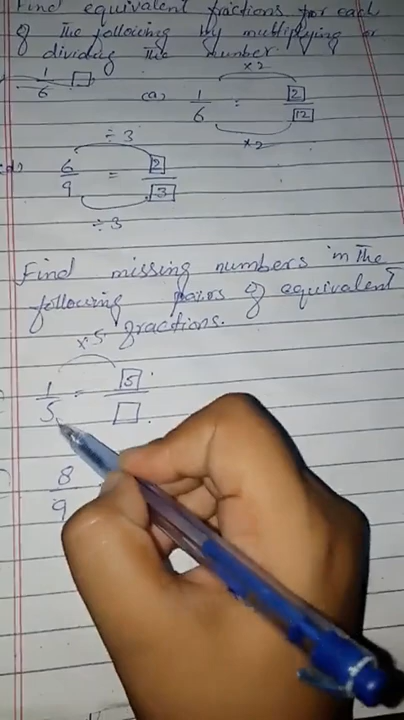 Find equivalent fractions for each
of the following by multiplying or
dividing the number.
1/6 □
(a) 1/6 = 2/12
×2
×2
(d) 6/9 = 2/3
÷3
÷3
Find missing numbers in the
following pairs of equivalent
fractions.
×5
1/5 = 5/□
8/9